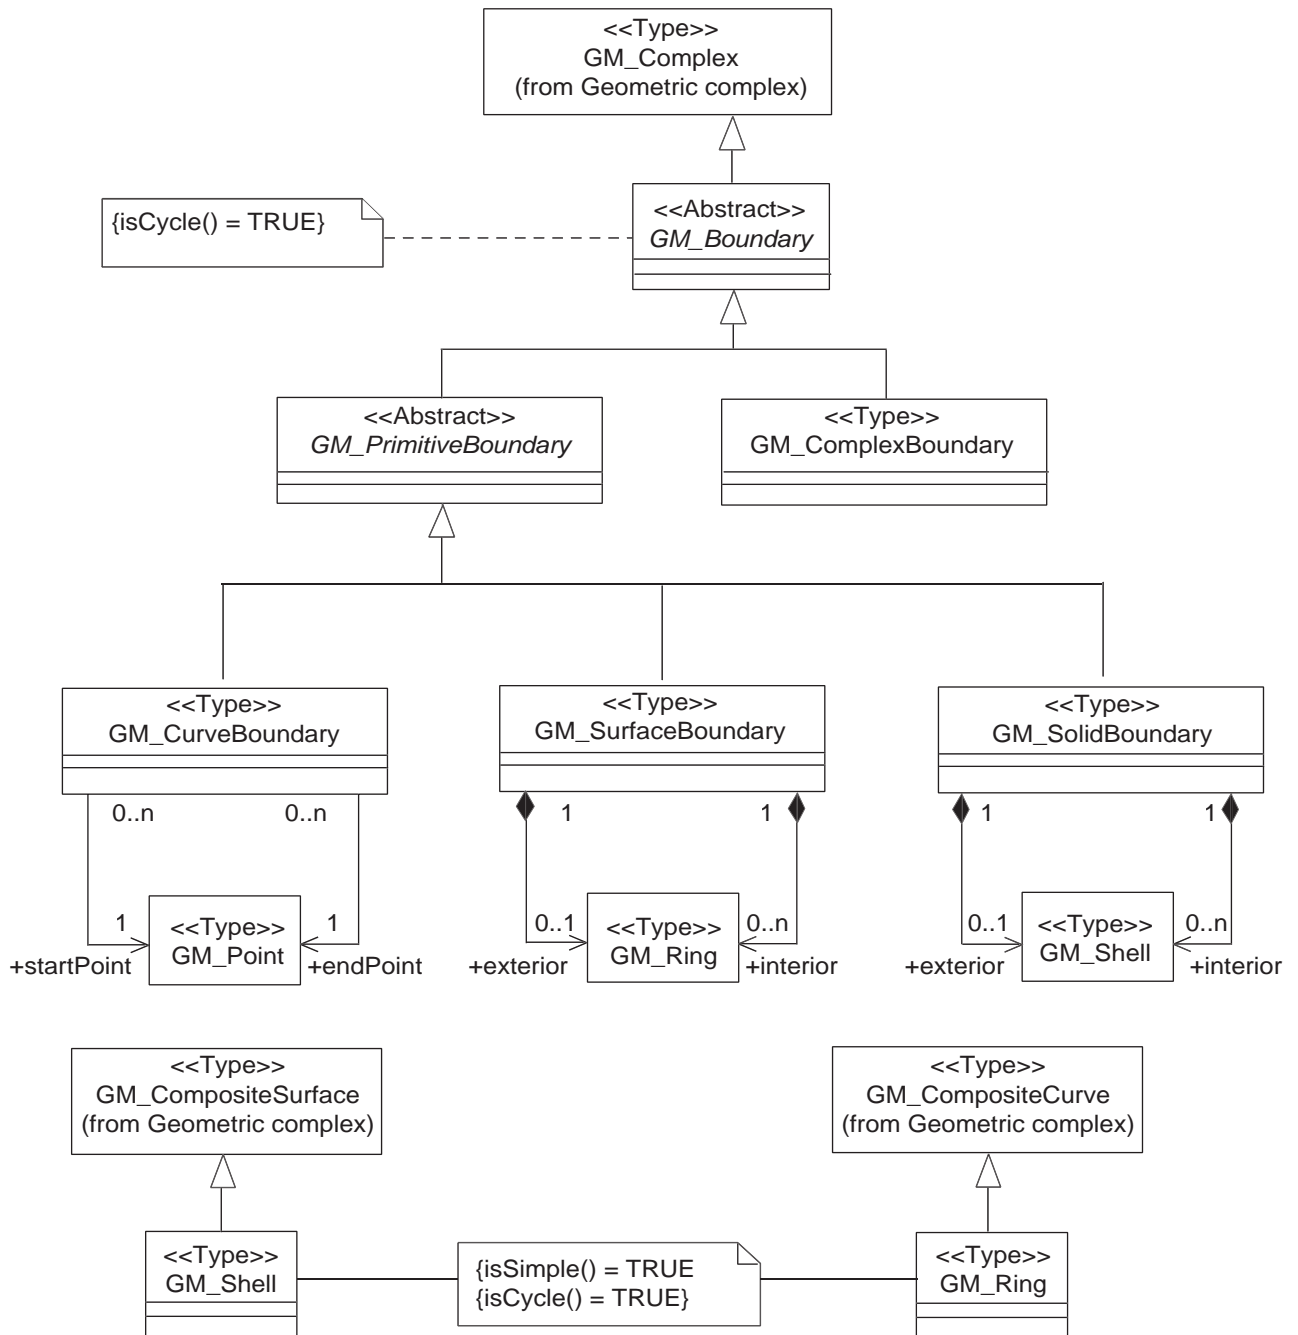 <<Type>>
GM_Complex
(from Geometric complex)
{isCycle() = TRUE}
<<Abstract>>
GM_Boundary
<<Abstract>>
GM_PrimitiveBoundary
<<Type>>
GM_ComplexBoundary
<<Type>>
GM_CurveBoundary
<<Type>>
GM_SurfaceBoundary
<<Type>>
GM_SolidBoundary
0..n
0..n
1
1
1
1
1
<<Type>>
GM_Point
1
+startPoint
+endPoint
0..1
<<Type>>
GM_Ring
0..n
+exterior
+interior
0..1
<<Type>>
GM_Shell
0..n
+exterior
+interior
<<Type>>
GM_CompositeSurface
(from Geometric complex)
<<Type>>
GM_CompositeCurve
(from Geometric complex)
<<Type>>
GM_Shell
{isSimple() = TRUE
{isCycle() = TRUE}
<<Type>>
GM_Ring